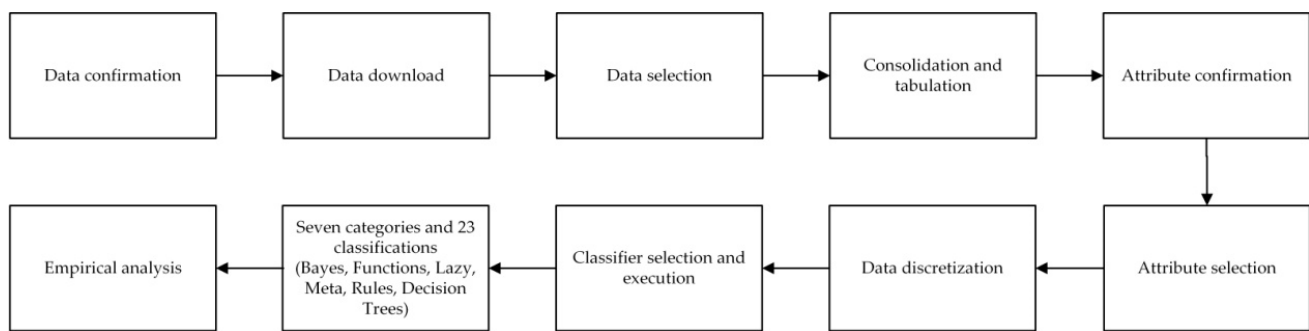 Data confirmation
Data download
Data selection
Consolidation and
tabulation
Attribute confirmation
Attribute selection
Data discretization
Classifier selection and
execution
Seven categories and 23
classifications
(Bayes, Functions, Lazy,
Meta, Rules, Decision
Trees)
Empirical analysis